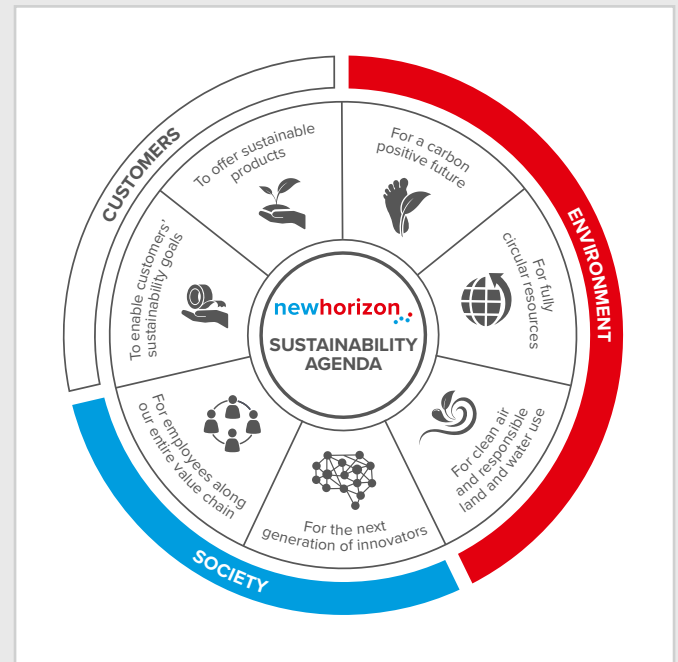 newhorizon
SUSTAINABILITY
AGENDA
ENVIRONMENT
For a carbon
positive future
For fully
circular resources
For clean air
and responsible
land and water use
SOCIETY
For the next
generation of innovators
For employees along
our entire value chain
CUSTOMERS
To enable customers'
sustainability goals
To offer sustainable
products